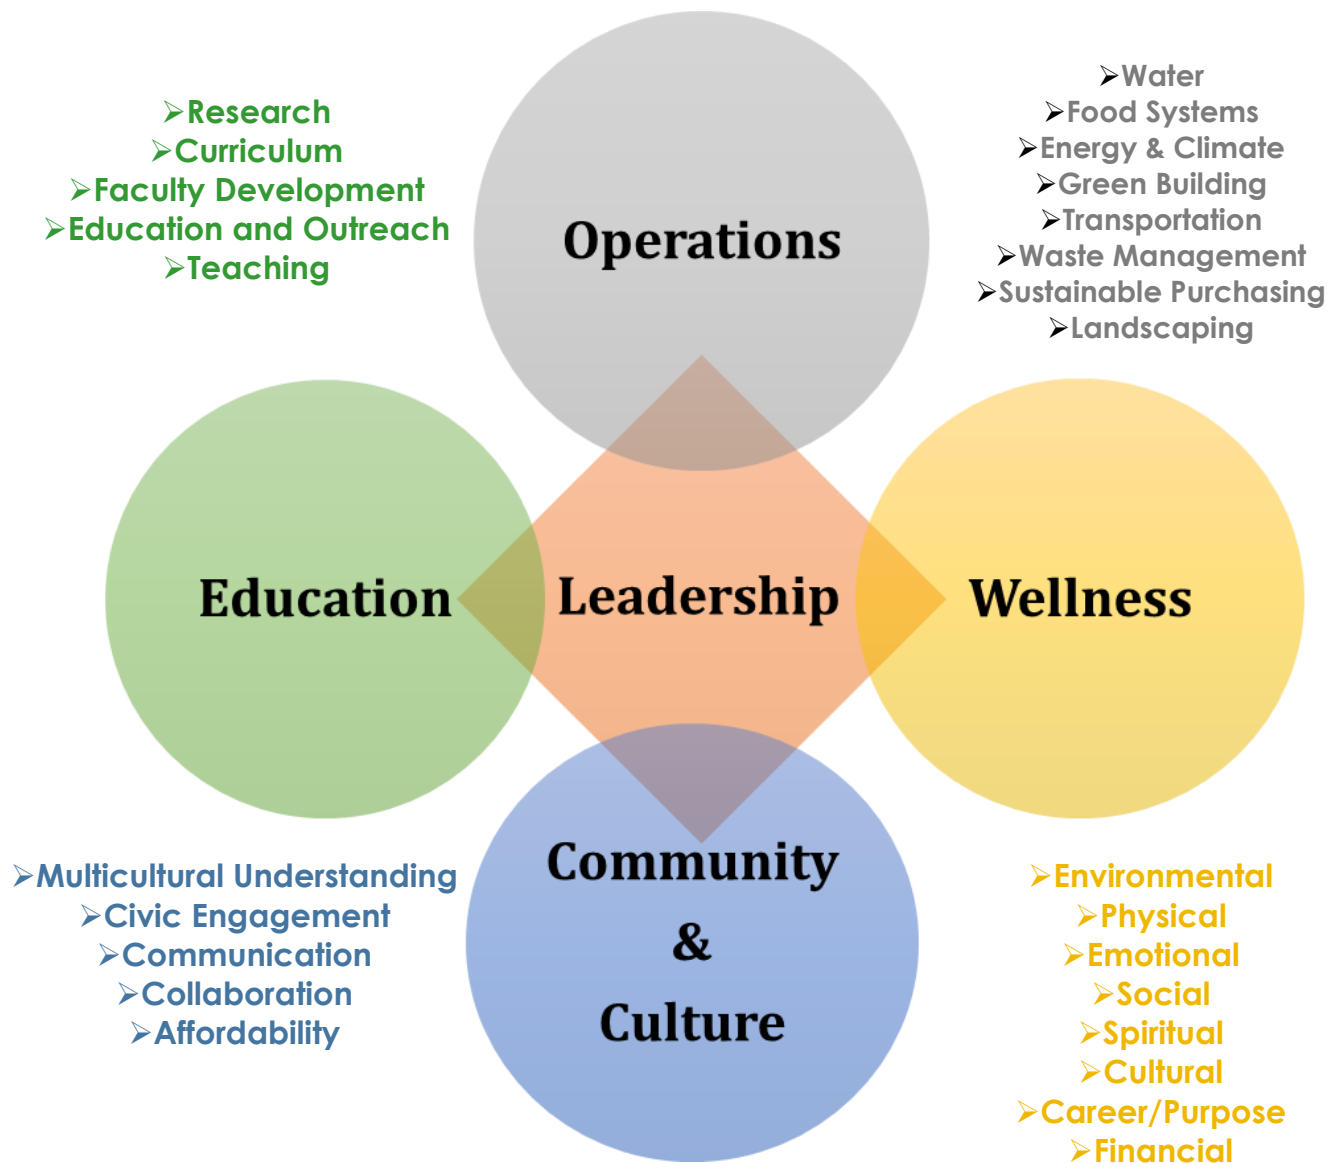 ➢Research
➢Curriculum
➢Faculty Development
➢Education and Outreach
➢Teaching
Operations
➢Water
➢Food Systems
➢Energy & Climate
➢Green Building
➢Transportation
➢Waste Management
➢Sustainable Purchasing
➢Landscaping
Education
Leadership
Wellness
➢Multicultural Understanding
➢Civic Engagement
➢Communication
➢Collaboration
➢Affordability
Community
&
Culture
➢Environmental
➢Physical
➢Emotional
➢Social
➢Spiritual
➢Cultural
➢Career/Purpose
➢Financial